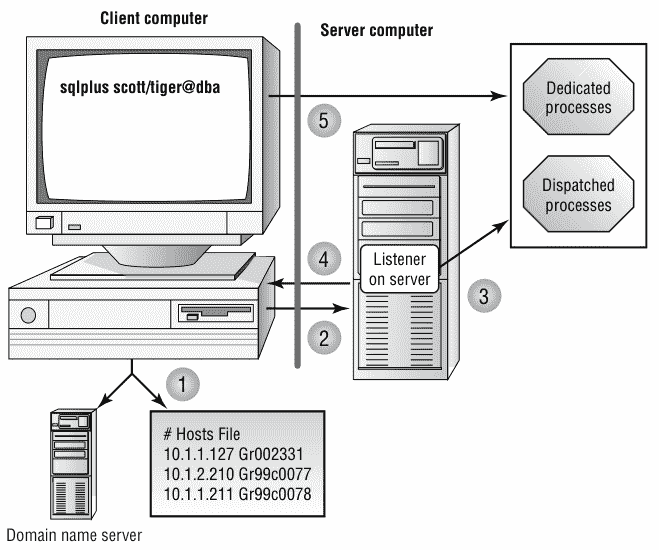 Client computer
Server computer
sqlplus scott/tiger@dba
Dedicated
processes
5
Dispatched
processes
4
Listener
on server
3
2
1
# Hosts File
10.1.1.127 Gr002331
10.1.2.210 Gr99c0077
10.1.1.211 Gr99c0078
Domain name server